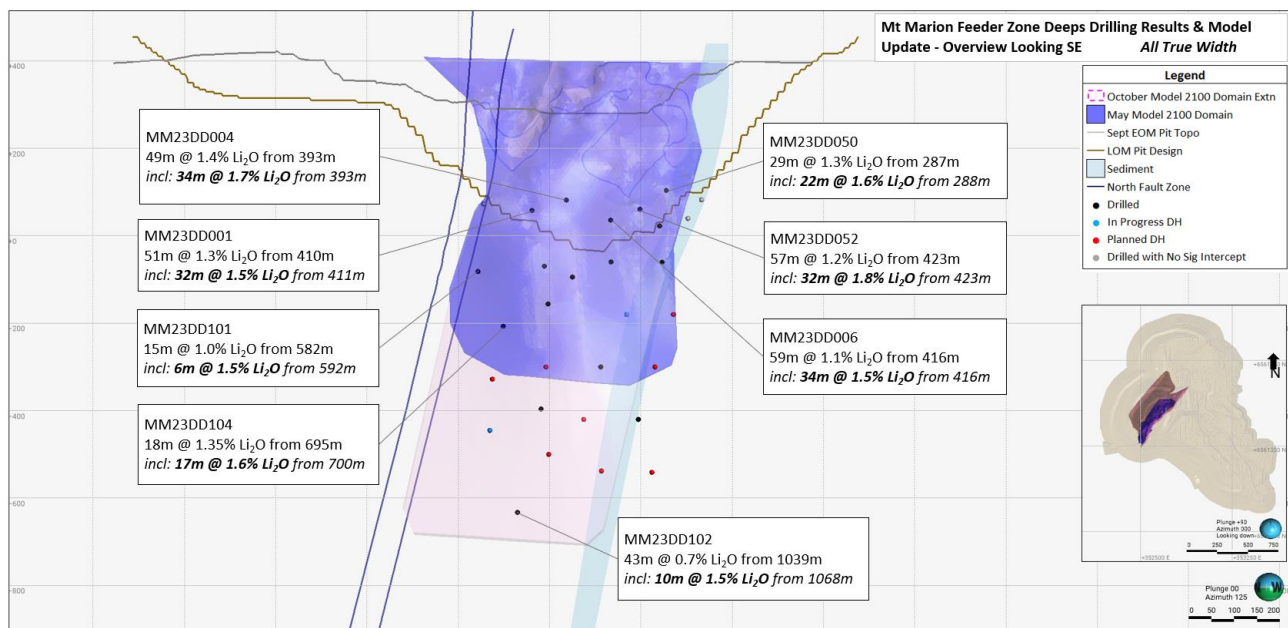 Mt Marion Feeder Zone Deeps Drilling Results & Model
Update - Overview Looking SE All True Width
Legend
October Model 2100 Domain Extn
May Model 2100 Domain
Sept EOM Pit Topo
LOM Pit Design
Sediment
North Fault Zone
Drilled
In Progress DH
Planned DH
Drilled with No Sig Intercept
+400
+200
+0
-200
-400
-600
-800
MM23DD004
49m @ 1.4% Li₂O from 393m
incl: 34m @ 1.7% Li₂O from 393m
MM23DD001
51m @ 1.3% Li₂O from 410m
incl: 32m @ 1.5% Li₂O from 411m
MM23DD101
15m @ 1.0% Li₂O from 582m
incl: 6m @ 1.5% Li₂O from 592m
MM23DD104
18m @ 1.35% Li₂O from 695m
incl: 17m @ 1.6% Li₂O from 700m
MM23DD050
29m @ 1.3% Li₂O from 287m
incl: 22m @ 1.6% Li₂O from 288m
MM23DD052
57m @ 1.2% Li₂O from 423m
incl: 32m @ 1.8% Li₂O from 423m
MM23DD006
59m @ 1.1% Li₂O from 416m
incl: 34m @ 1.5% Li₂O from 416m
MM23DD102
43m @ 0.7% Li₂O from 1039m
incl: 10m @ 1.5% Li₂O from 1068m
N
Plunge +90
Azimuth 000
Looking down
0 250 500 750
+352500 E
+353250 E
W
Plunge 00
Azimuth 125
0 50 100 150 200